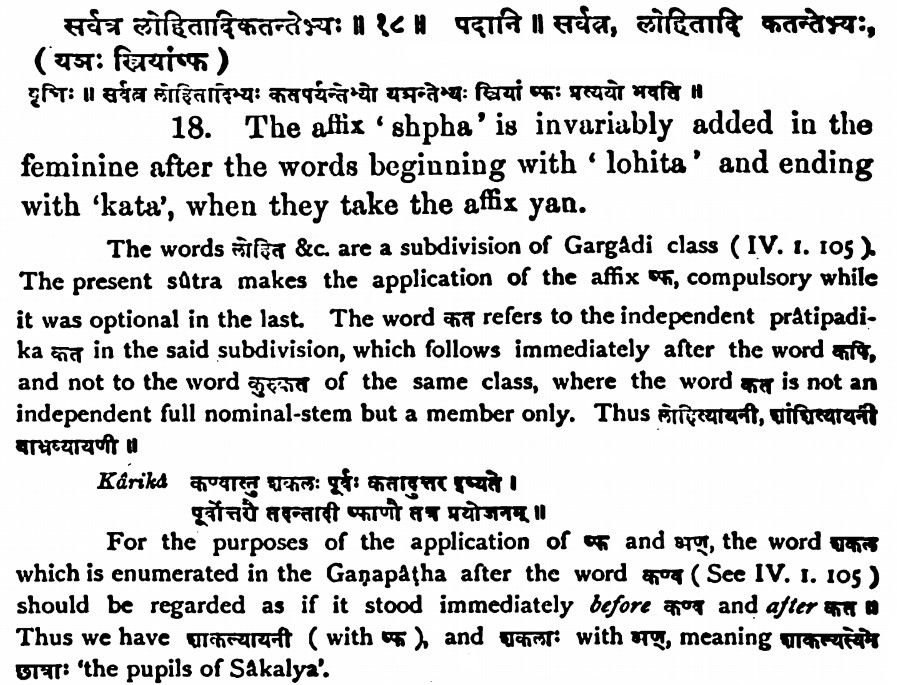 सर्वत्र लोहितादिकतन्तेभ्यः ॥ १८ ॥ पदानि ॥ सर्वत्र, लोहितादि कतन्तेभ्यः,
( यञः स्त्रियांष्फ )
वृत्तिः ॥ सर्वत्र लोहितादिभ्यः कतपर्यन्तेभ्यो यञन्तेभ्यः स्त्रियां ष्फः प्रत्ययो भवति ॥
18. The affix ‘ shpha ’ is invariably added in the
feminine after the words beginning with ‘ lohita ’ and ending
with ‘kata’, when they take the affix yan.
The words लोहित &c. are a subdivision of Gargâdi class ( IV. 1. 105 ).
The present sûtra makes the application of the affix ष्फ, compulsory while
it was optional in the last. The word कत refers to the independent prâtipadi-
ka कत in the said subdivision, which follows immediately after the word कपि,
and not to the word कुरुकत of the same class, where the word कत is not an
independent full nominal-stem but a member only. Thus लौहित्यायनी, शांशित्यायनी
बाभ्रव्यायणी ॥
Kârikâ कण्वास्तु शकलः पूर्वः कतादुत्तर इष्यते ।
पूर्वोत्तरौ तदन्तादी ष्फाणौ तत्र प्रयोजनम् ॥
For the purposes of the application of ष्फ and अण्, the word शकल
which is enumerated in the Gaṇapâṭha after the word कण्व ( See IV. 1. 105 )
should be regarded as if it stood immediately before कण्व and after कत ॥
Thus we have शाकल्यायनी ( with ष्फ ), and शकलाः with अण्, meaning शाकल्यस्येमे
छात्राः ‘the pupils of Sâkalya’.